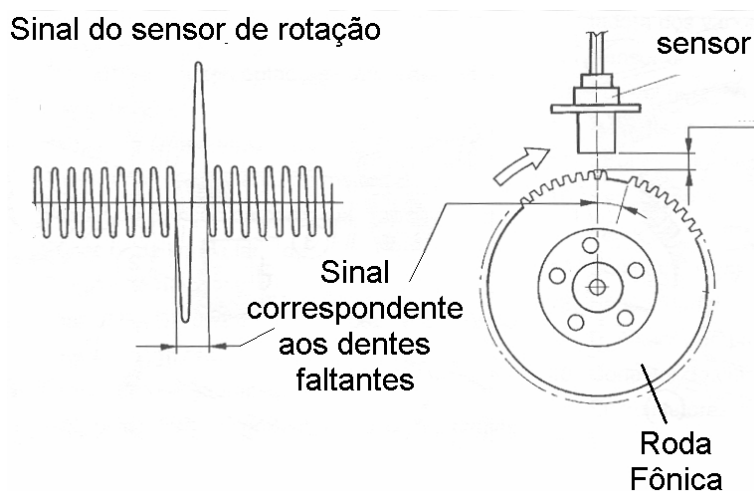 Sinal do sensor de rotação
sensor
Sinal
correspondente
aos dentes
faltantes
Roda
Fônica